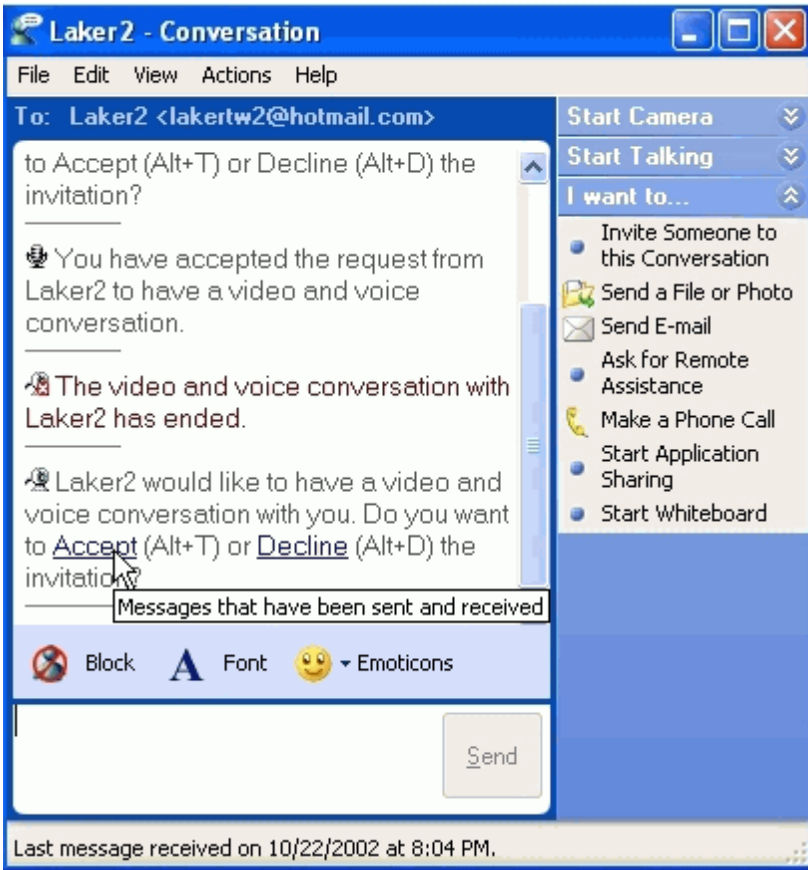 Laker2 - Conversation
File Edit View Actions Help
To: Laker2 <lakertw2@hotmail.com>
to Accept (Alt+T) or Decline (Alt+D) the
invitation?
You have accepted the request from
Laker2 to have a video and voice
conversation.
The video and voice conversation with
Laker2 has ended.
Laker2 would like to have a video and
voice conversation with you. Do you want
to Accept (Alt+T) or Decline (Alt+D) the
invitation?
Messages that have been sent and received
Block Font Emoticons
Send
Start Camera
Start Talking
I want to...
Invite Someone to
this Conversation
Send a File or Photo
Send E-mail
Ask for Remote
Assistance
Make a Phone Call
Start Application
Sharing
Start Whiteboard
Last message received on 10/22/2002 at 8:04 PM.